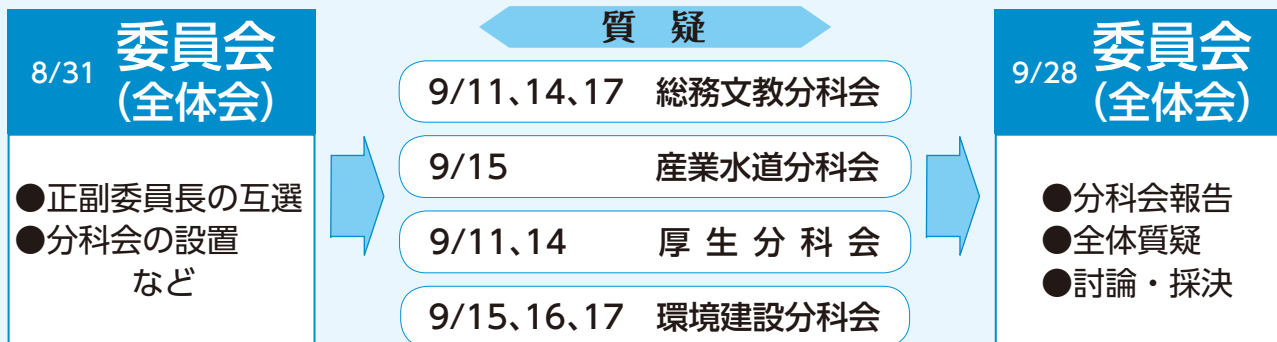 8/31 委員会
(全体会)
●正副委員長の互選
●分科会の設置
など
質 疑
9/11、14、17 総務文教分科会
9/15 産業水道分科会
9/11、14 厚生分科会
9/15、16、17 環境建設分科会
9/28 委員会
(全体会)
●分科会報告
●全体質疑
●討論・採決